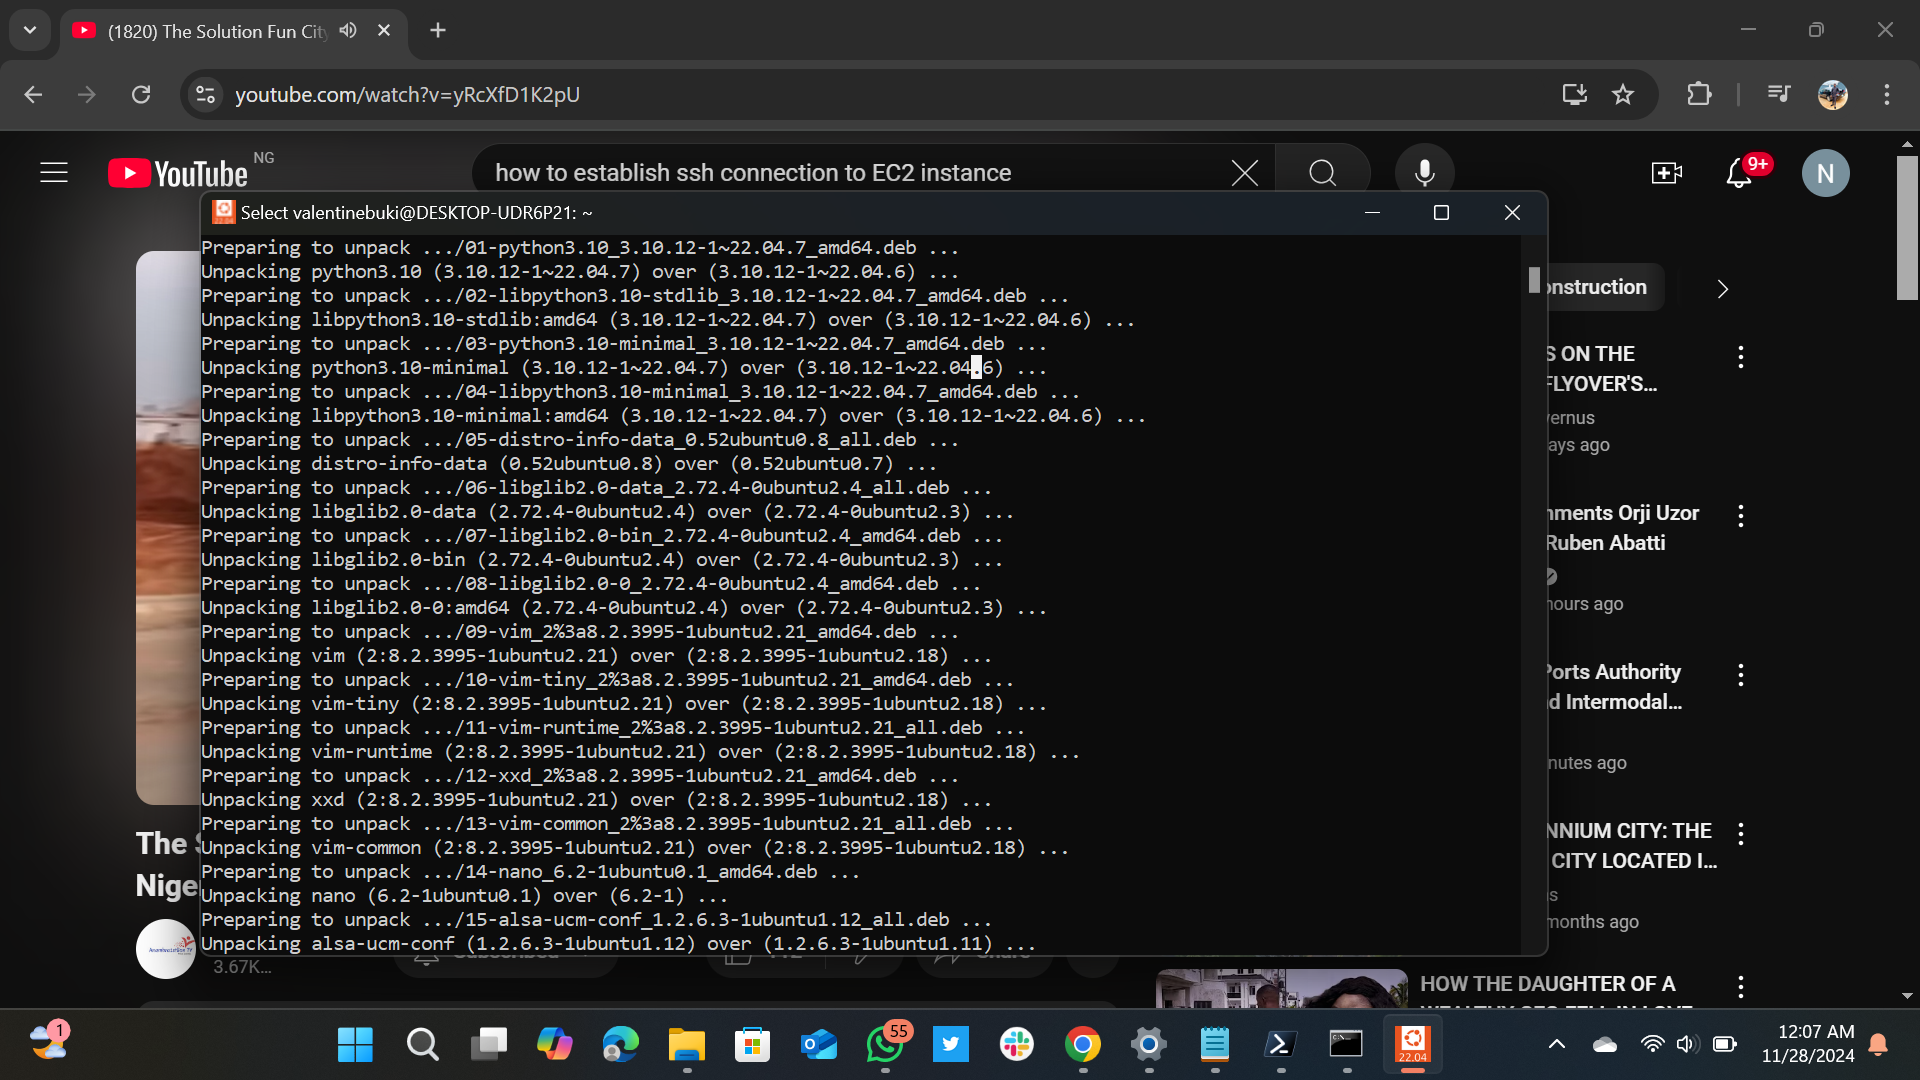 (1820) The Solution Fun City
youtube.com/watch?v=yRcXfD1K2pU
YouTube NG
how to establish ssh connection to EC2 instance
9+
N
Select valentinebuki@DESKTOP-UDR6P21: ~
Preparing to unpack .../01-python3.10_3.10.12-1~22.04.7_amd64.deb ...
Unpacking python3.10 (3.10.12-1~22.04.7) over (3.10.12-1~22.04.6) ...
Preparing to unpack .../02-libpython3.10-stdlib_3.10.12-1~22.04.7_amd64.deb ...
Unpacking libpython3.10-stdlib:amd64 (3.10.12-1~22.04.7) over (3.10.12-1~22.04.6) ...
Preparing to unpack .../03-python3.10-minimal_3.10.12-1~22.04.7_amd64.deb ...
Unpacking python3.10-minimal (3.10.12-1~22.04.7) over (3.10.12-1~22.04.6) ...
Preparing to unpack .../04-libpython3.10-minimal_3.10.12-1~22.04.7_amd64.deb ...
Unpacking libpython3.10-minimal:amd64 (3.10.12-1~22.04.7) over (3.10.12-1~22.04.6) ...
Preparing to unpack .../05-distro-info-data_0.52ubuntu0.8_all.deb ...
Unpacking distro-info-data (0.52ubuntu0.8) over (0.52ubuntu0.7) ...
Preparing to unpack .../06-libglib2.0-data_2.72.4-0ubuntu2.4_all.deb ...
Unpacking libglib2.0-data (2.72.4-0ubuntu2.4) over (2.72.4-0ubuntu2.3) ...
Preparing to unpack .../07-libglib2.0-bin_2.72.4-0ubuntu2.4_amd64.deb ...
Unpacking libglib2.0-bin (2.72.4-0ubuntu2.4) over (2.72.4-0ubuntu2.3) ...
Preparing to unpack .../08-libglib2.0-0_2.72.4-0ubuntu2.4_amd64.deb ...
Unpacking libglib2.0-0:amd64 (2.72.4-0ubuntu2.4) over (2.72.4-0ubuntu2.3) ...
Preparing to unpack .../09-vim_2%3a8.2.3995-1ubuntu2.21_amd64.deb ...
Unpacking vim (2:8.2.3995-1ubuntu2.21) over (2:8.2.3995-1ubuntu2.18) ...
Preparing to unpack .../10-vim-tiny_2%3a8.2.3995-1ubuntu2.21_amd64.deb ...
Unpacking vim-tiny (2:8.2.3995-1ubuntu2.21) over (2:8.2.3995-1ubuntu2.18) ...
Preparing to unpack .../11-vim-runtime_2%3a8.2.3995-1ubuntu2.21_all.deb ...
Unpacking vim-runtime (2:8.2.3995-1ubuntu2.21) over (2:8.2.3995-1ubuntu2.18) ...
Preparing to unpack .../12-xxd_2%3a8.2.3995-1ubuntu2.21_amd64.deb ...
Unpacking xxd (2:8.2.3995-1ubuntu2.21) over (2:8.2.3995-1ubuntu2.18) ...
Preparing to unpack .../13-vim-common_2%3a8.2.3995-1ubuntu2.21_all.deb ...
Unpacking vim-common (2:8.2.3995-1ubuntu2.21) over (2:8.2.3995-1ubuntu2.18) ...
Preparing to unpack .../14-nano_6.2-1ubuntu0.1_amd64.deb ...
Unpacking nano (6.2-1ubuntu0.1) over (6.2-1) ...
Preparing to unpack .../15-alsa-ucm-conf_1.2.6.3-1ubuntu1.12_all.deb ...
Unpacking alsa-ucm-conf (1.2.6.3-1ubuntu1.12) over (1.2.6.3-1ubuntu1.11) ...
onstruction
S ON THE
FLYOVER'S...
vernus
ays ago
nments Orji Uzor
Ruben Abatti
hours ago
Ports Authority
d Intermodal...
nutes ago
NNIUM CITY: THE
CITY LOCATED I...
s
months ago
HOW THE DAUGHTER OF A
The S
Nige
3.67K...
1
55
22.04
12:07 AM
11/28/2024